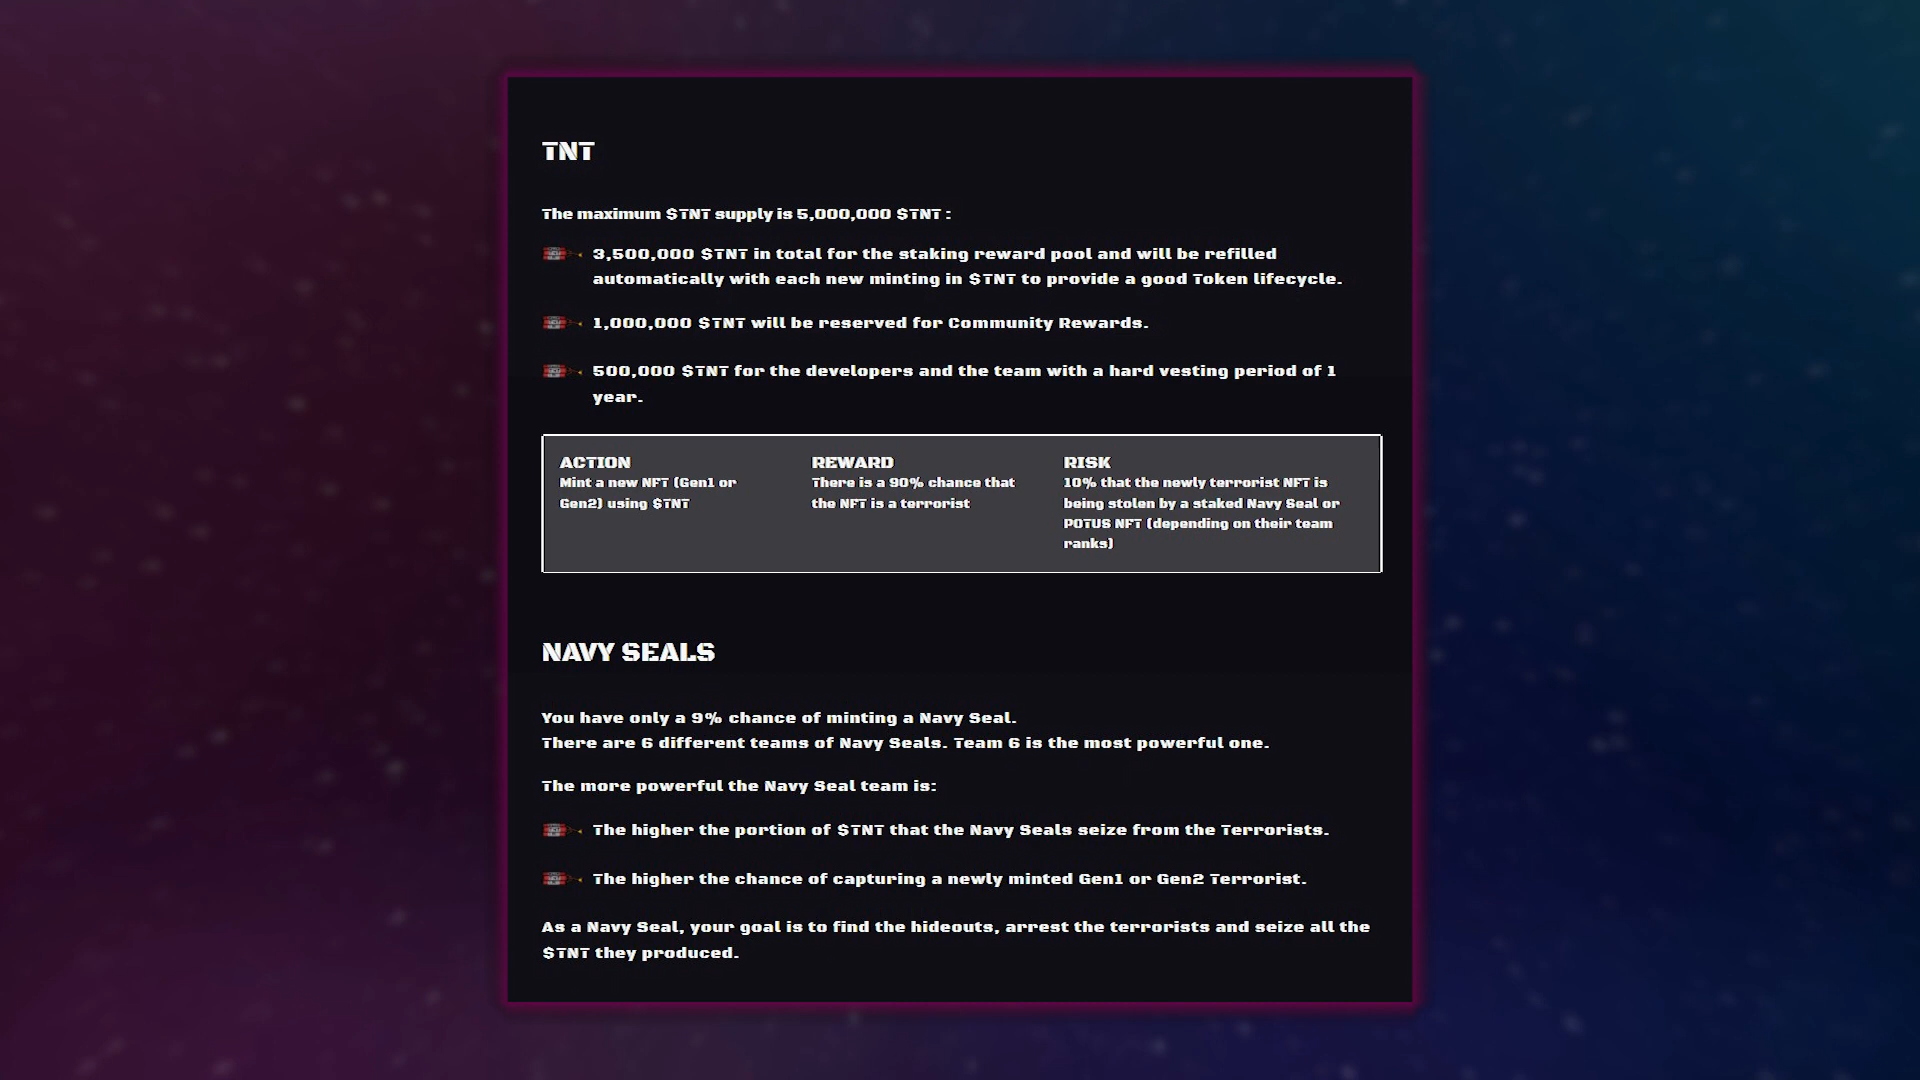 TNT
The maximum $TNT supply is 5,000,000 $TNT :
3,500,000 $TNT in total for the staking reward pool and will be refilled
automatically with each new minting in $TNT to provide a good Token lifecycle.
1,000,000 $TNT will be reserved for Community Rewards.
500,000 $TNT for the developers and the team with a hard vesting period of 1
year.
ACTION
Mint a new NFT (Gen1 or
Gen2) using $TNT
REWARD
There is a 90% chance that
the NFT is a terrorist
RISK
10% that the newly terrorist NFT is
being stolen by a staked Navy Seal or
POTUS NFT (depending on their team
ranks)
NAVY SEALS
You have only a 9% chance of minting a Navy Seal.
There are 6 different teams of Navy Seals. Team 6 is the most powerful one.
The more powerful the Navy Seal team is:
The higher the portion of $TNT that the Navy Seals seize from the Terrorists.
The higher the chance of capturing a newly minted Gen1 or Gen2 Terrorist.
As a Navy Seal, your goal is to find the hideouts, arrest the terrorists and seize all the
$TNT they produced.